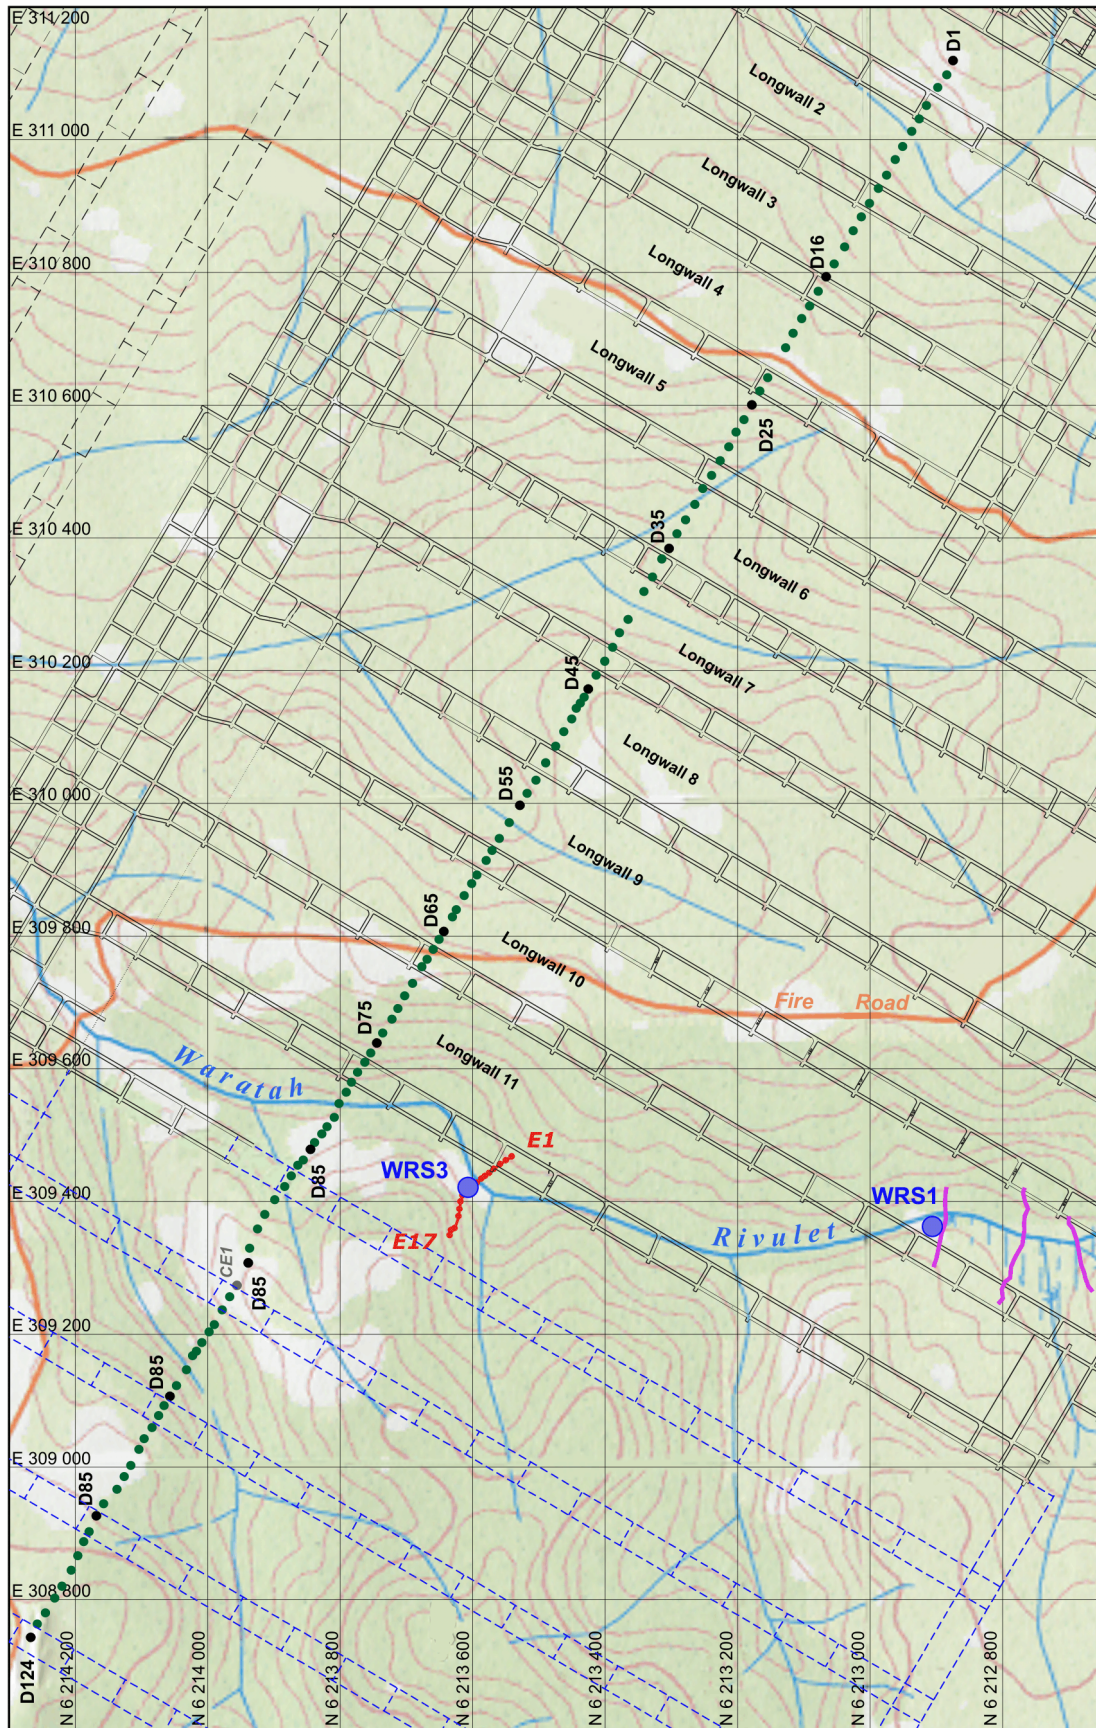 E 311 200
D1
Longwall 2
E 311 000
Longwall 3
D16
E 310 800
Longwall 4
Longwall 5
E 310 600
D25
D35
E 310 400
Longwall 6
E 310 200
D45
Longwall 7
Longwall 8
D55
E 310 000
Longwall 9
D65
E 309 800
Longwall 10
Fire Road
D75
Longwall 11
E 309 600
Waratah
E1
D85
WRS3
WRS1
E 309 400
E17
Rivulet
CE1
D85
E 309 200
D85
E 309 000
D85
E 308 800
D124
N 6 214 200
N 6 214 000
N 6 213 800
N 6 213 600
N 6 213 400
N 6 213 200
N 6 213 000
N 6 212 800